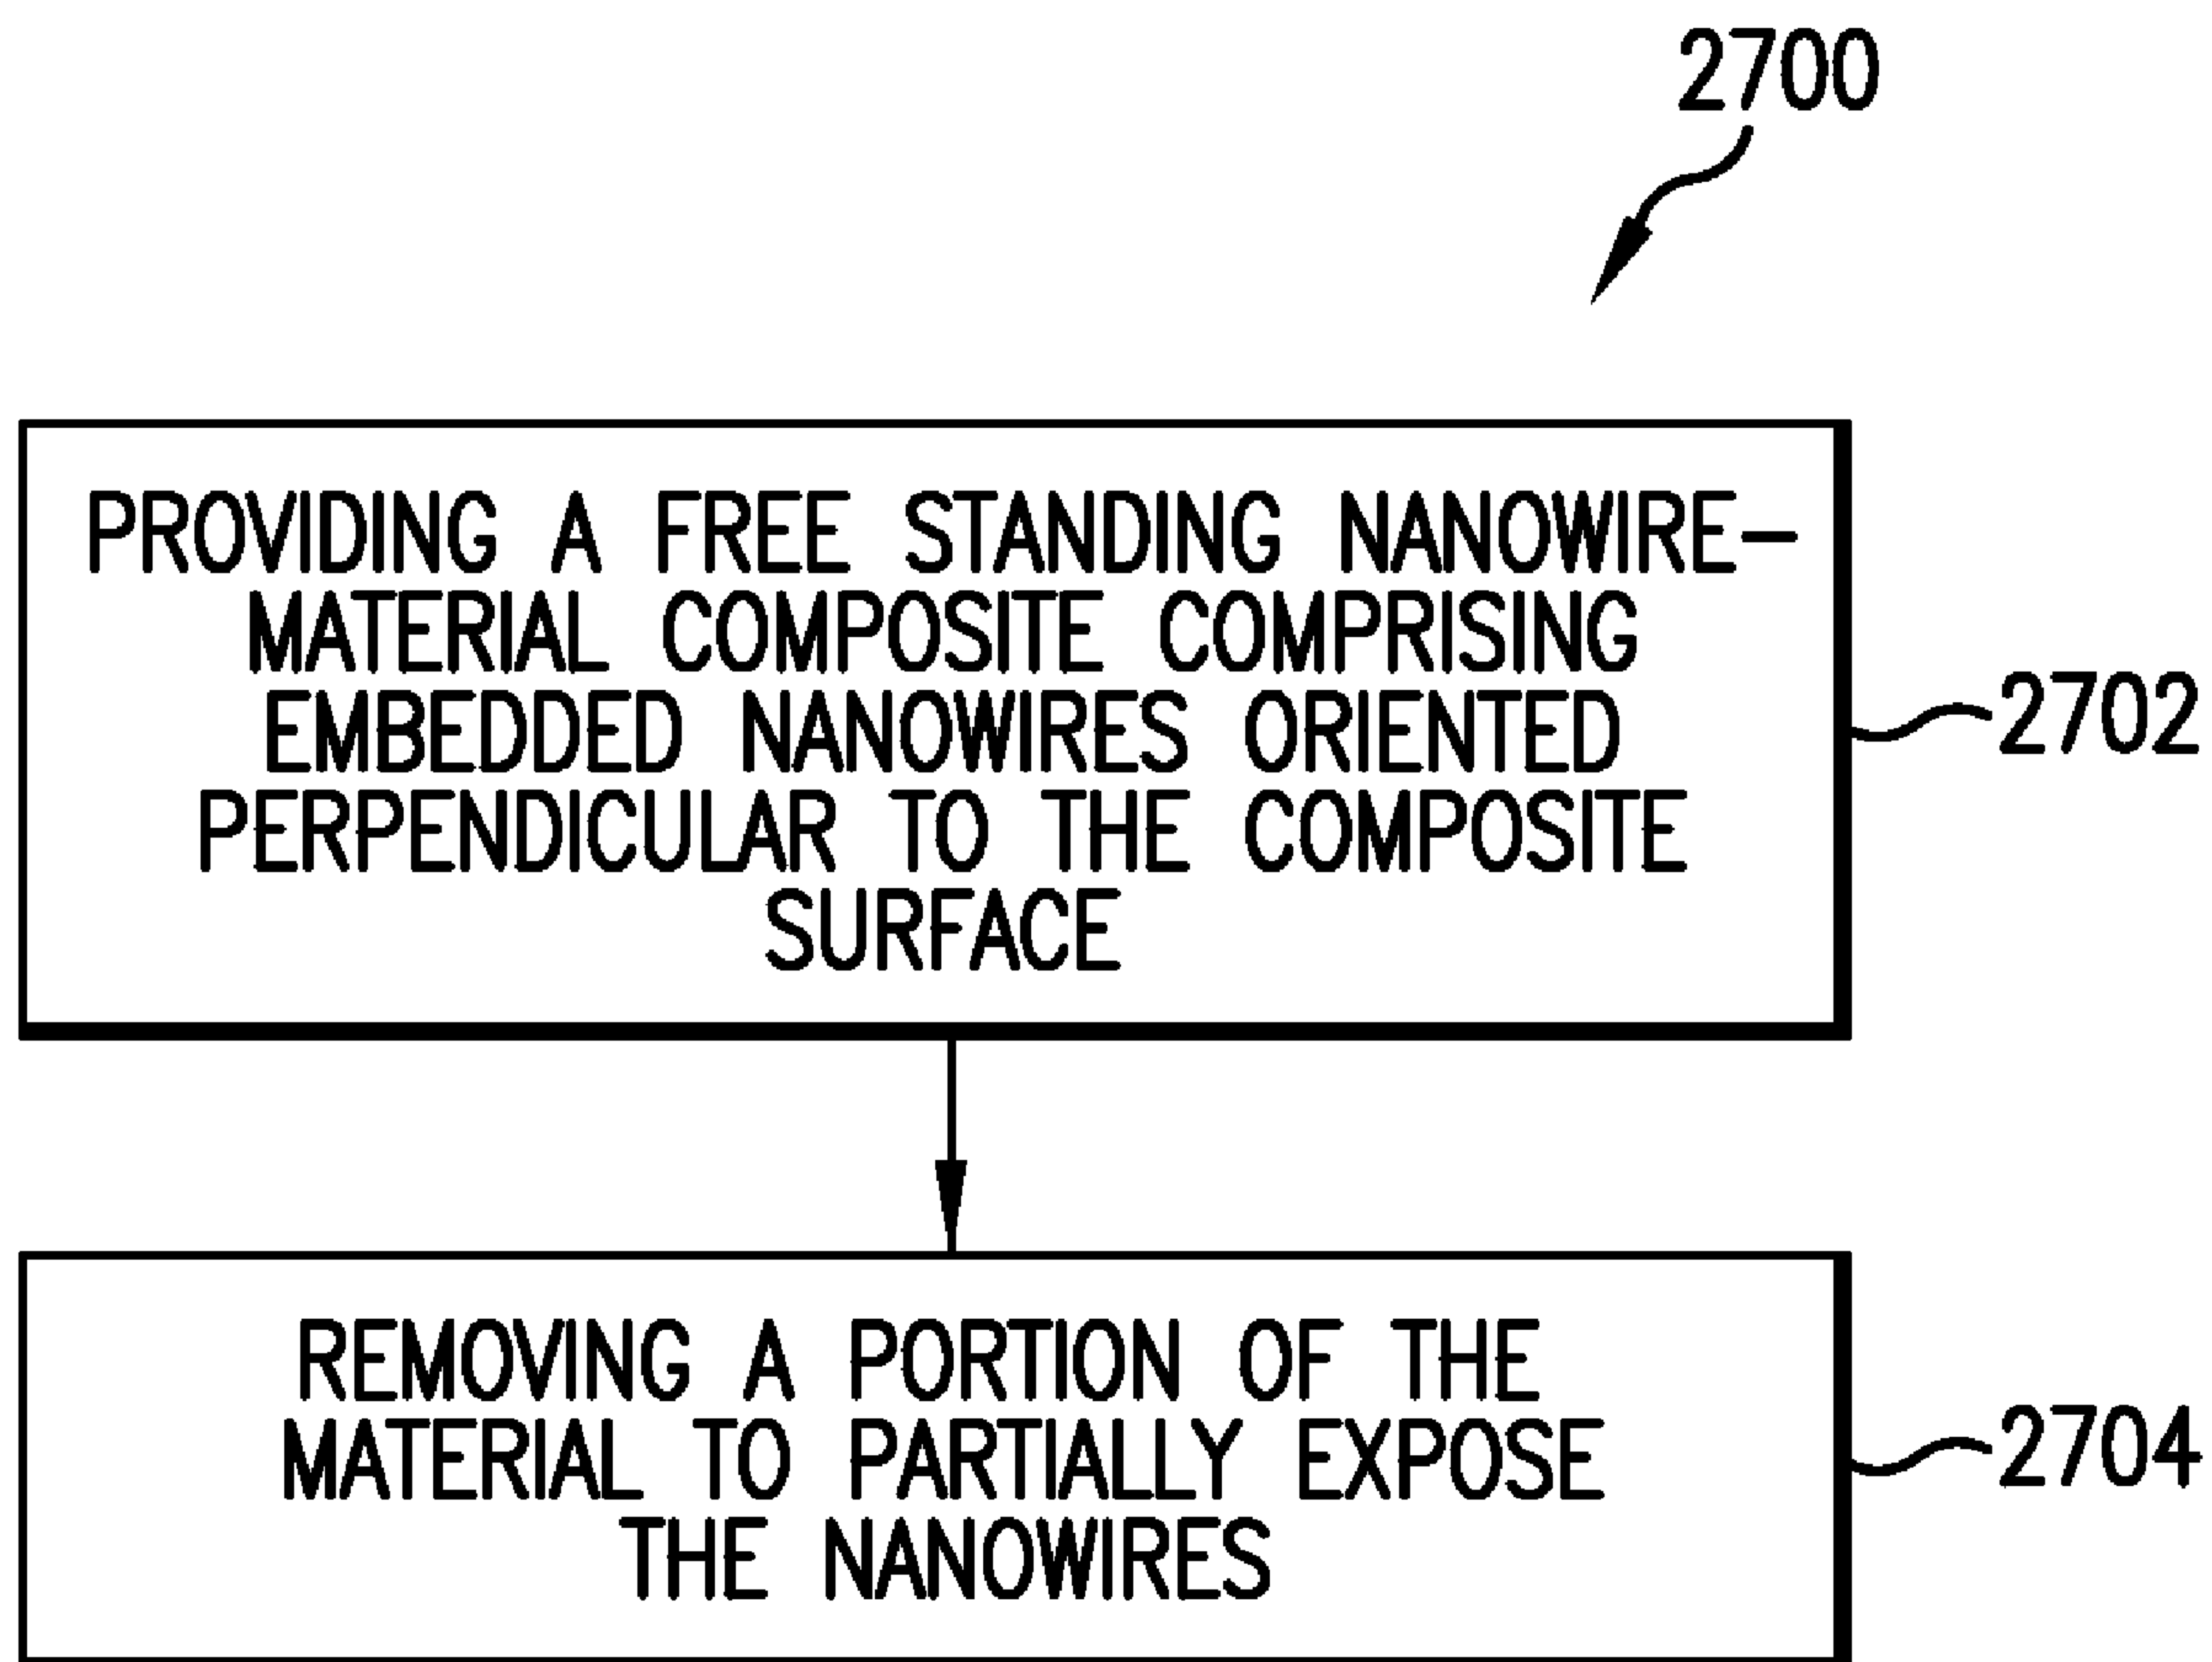 2700
PROVIDING A FREE STANDING NANOWIRE-
MATERIAL COMPOSITE COMPRISING
EMBEDDED NANOWIRES ORIENTED
PERPENDICULAR TO THE COMPOSITE
SURFACE
2702
REMOVING A PORTION OF THE
MATERIAL TO PARTIALLY EXPOSE
THE NANOWIRES
2704